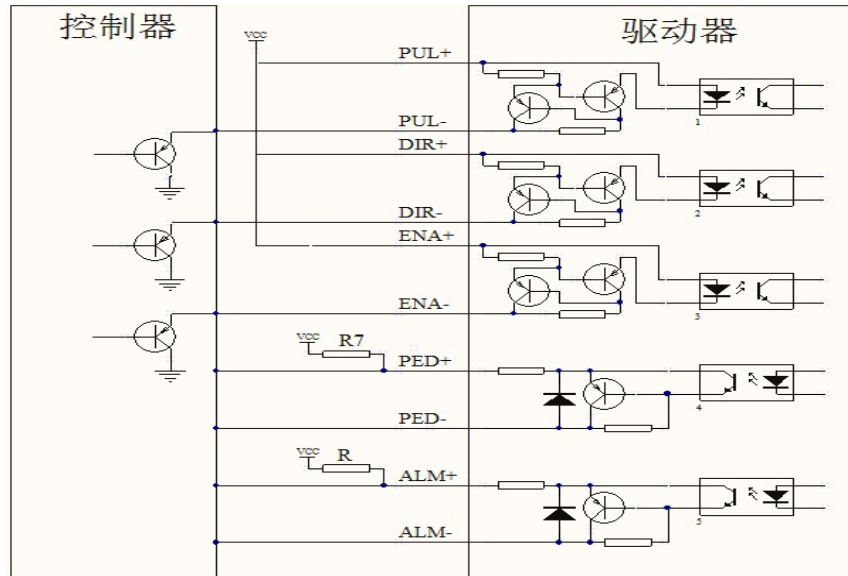 控制器
驱动器
VCC
PUL+
1
PUL-
DIR+
2
DIR-
ENA+
3
ENA-
VCC
R7
PED+
4
PED-
VCC
R
ALM+
5
ALM-